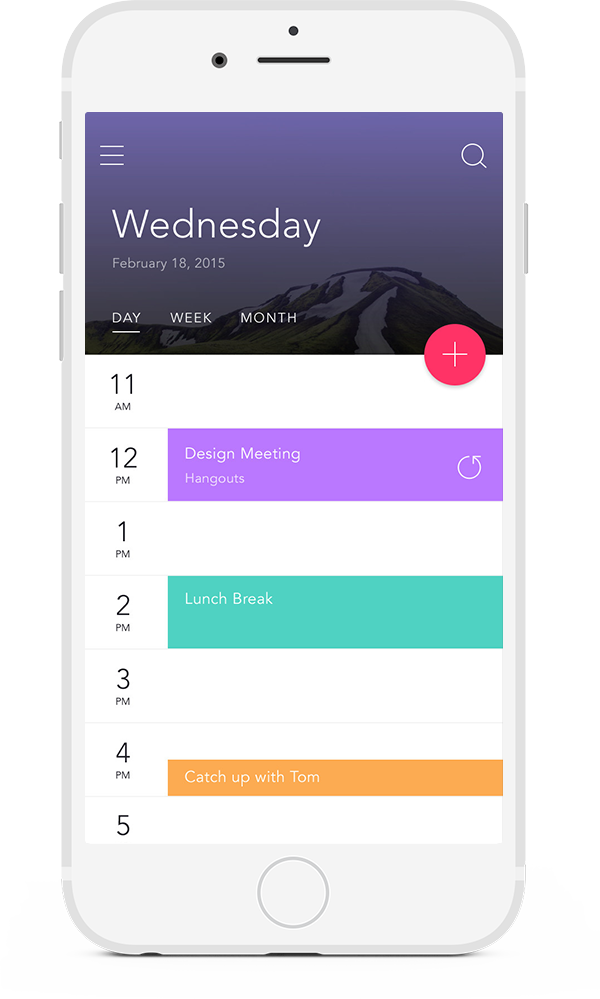 Wednesday
February 18, 2015
DAY WEEK MONTH
11
AM
12
PM
Design Meeting
Hangouts
1
PM
2
PM
Lunch Break
3
PM
4
PM
Catch up with Tom
5